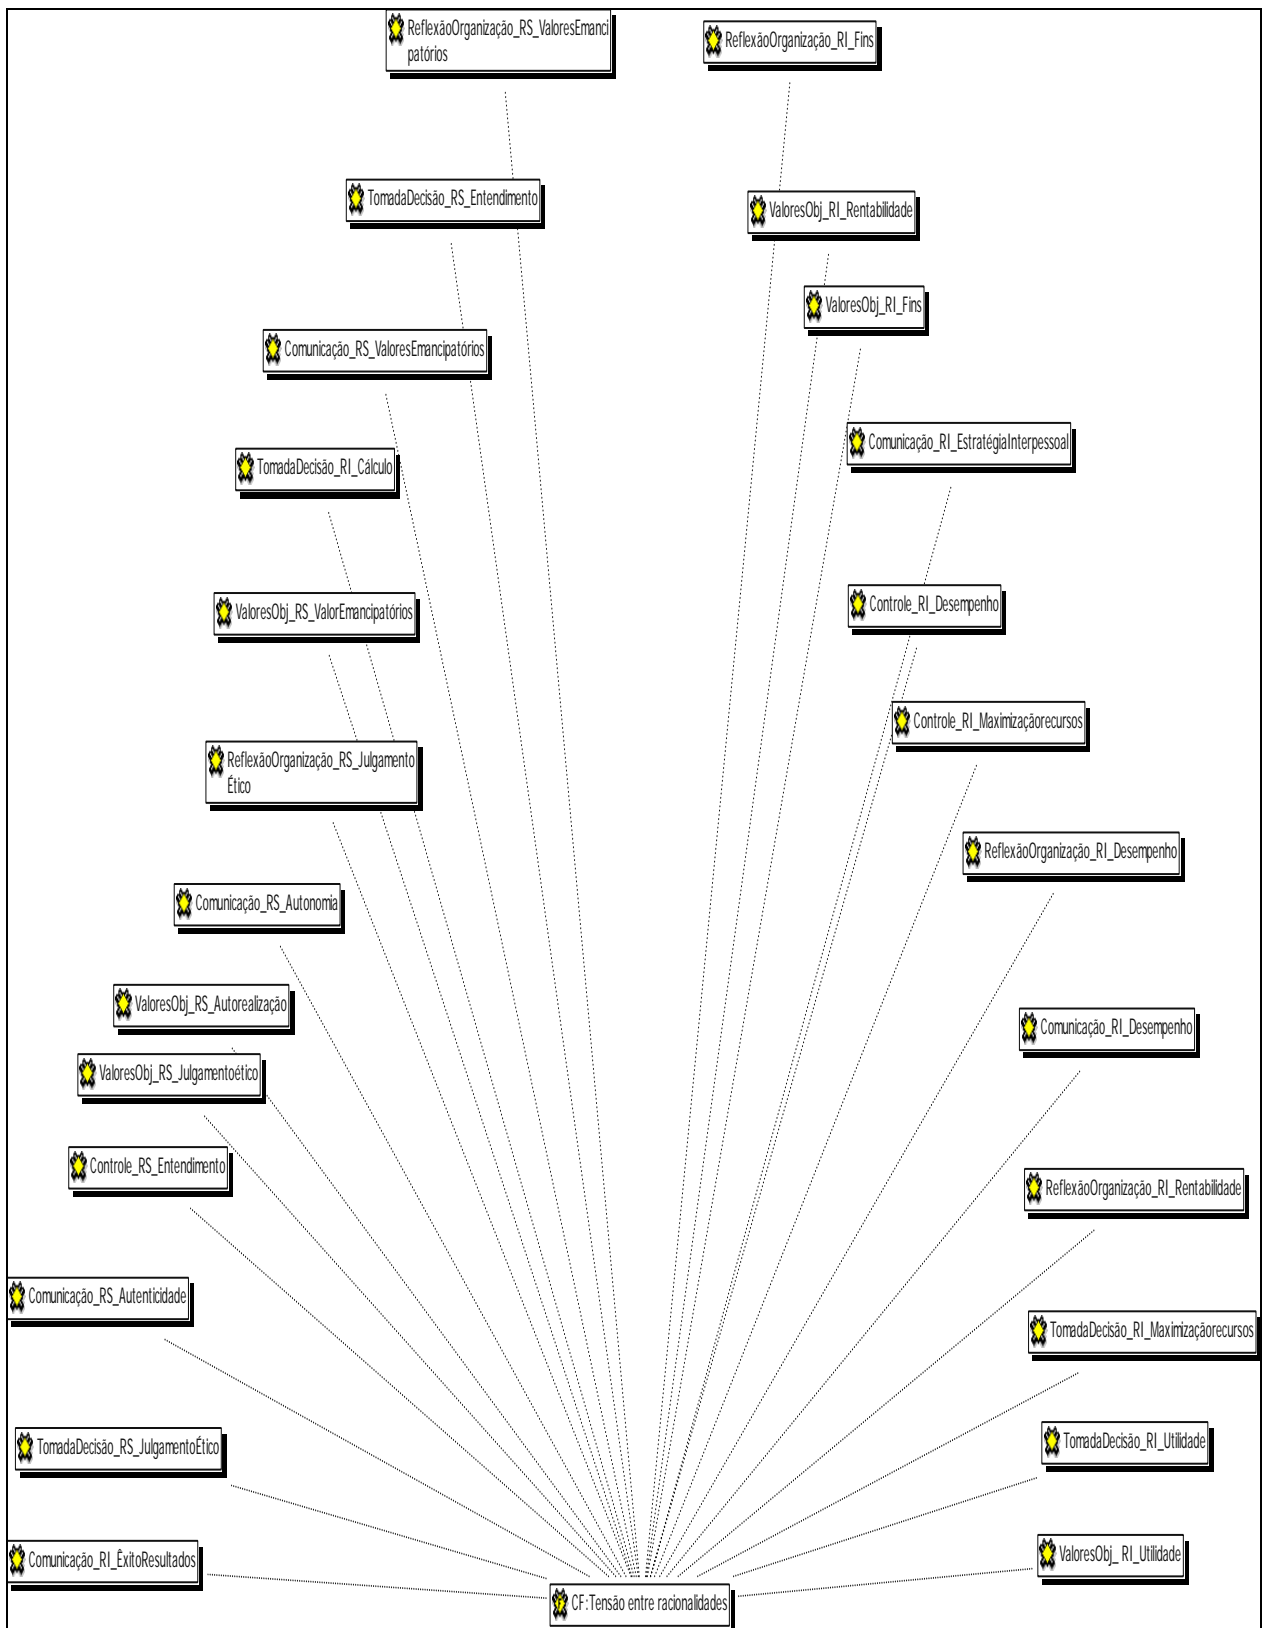 ReflexãoOrganização_RS_ValoresEmanci
patórios
ReflexãoOrganização_RI_Fins
TomadaDecisão_RS_Entendimento
ValoresObj_RI_Rentabilidade
ValoresObj_RI_Fins
Comunicação_RS_ValoresEmancipatórios
Comunicação_RI_EstratégiaInterpessoal
TomadaDecisão_RI_Cálculo
ValoresObj_RS_ValorEmancipatórios
Controle_RI_Desempenho
Controle_RI_Maximizaçãorecursos
ReflexãoOrganização_RS_Julgamento
Ético
ReflexãoOrganização_RI_Desempenho
Comunicação_RS_Autonomia
ValoresObj_RS_Autorealização
Comunicação_RI_Desempenho
ValoresObj_RS_Julgamentoético
Controle_RS_Entendimento
ReflexãoOrganização_RI_Rentabilidade
Comunicação_RS_Autenticidade
TomadaDecisão_RI_Maximizaçãorecursos
TomadaDecisão_RS_JulgamentoÉtico
TomadaDecisão_RI_Utilidade
Comunicação_RI_ÊxitoResultados
ValoresObj_ RI_Utilidade
CF:Tensão entre racionalidades